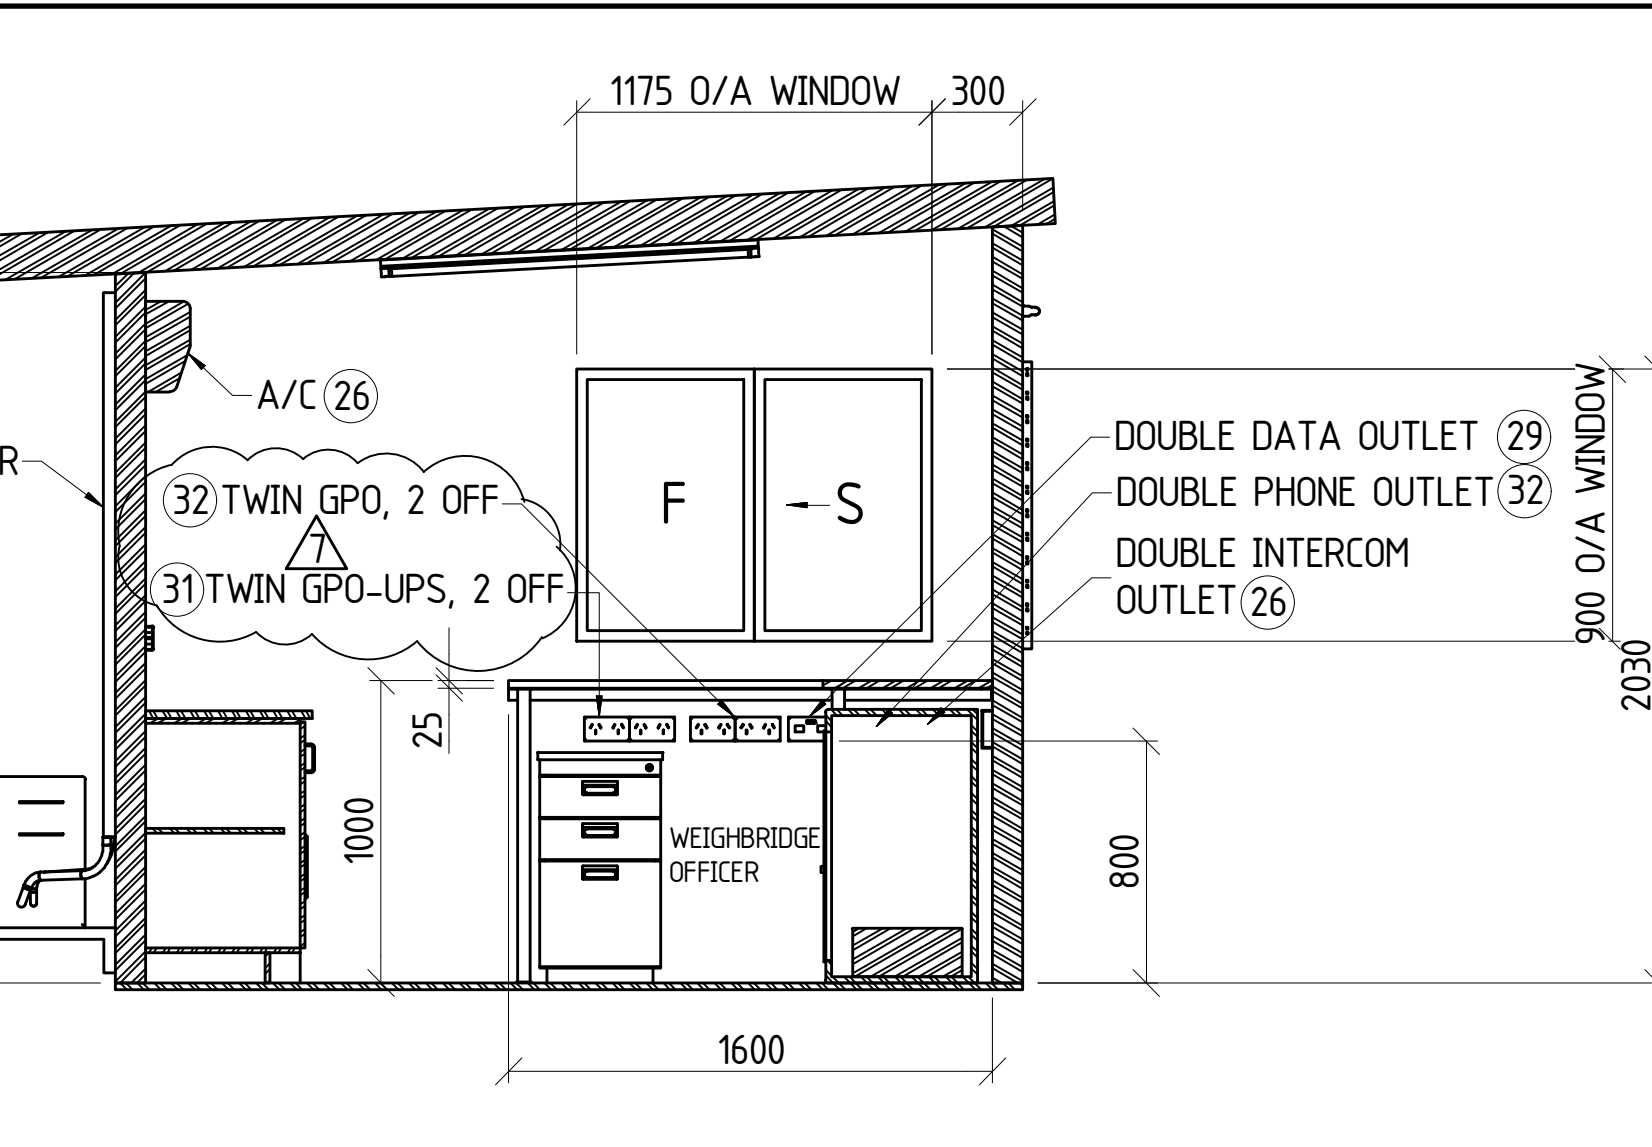 1175 O/A WINDOW
300
A/C 26
R
32 TWIN GPO, 2 OFF
7
31 TWIN GPO-UPS, 2 OFF
F
S
DOUBLE DATA OUTLET 29
DOUBLE PHONE OUTLET 32
DOUBLE INTERCOM
OUTLET 26
900 O/A WINDOW
2030
25
1000
WEIGHBRIDGE
OFFICER
800
1600